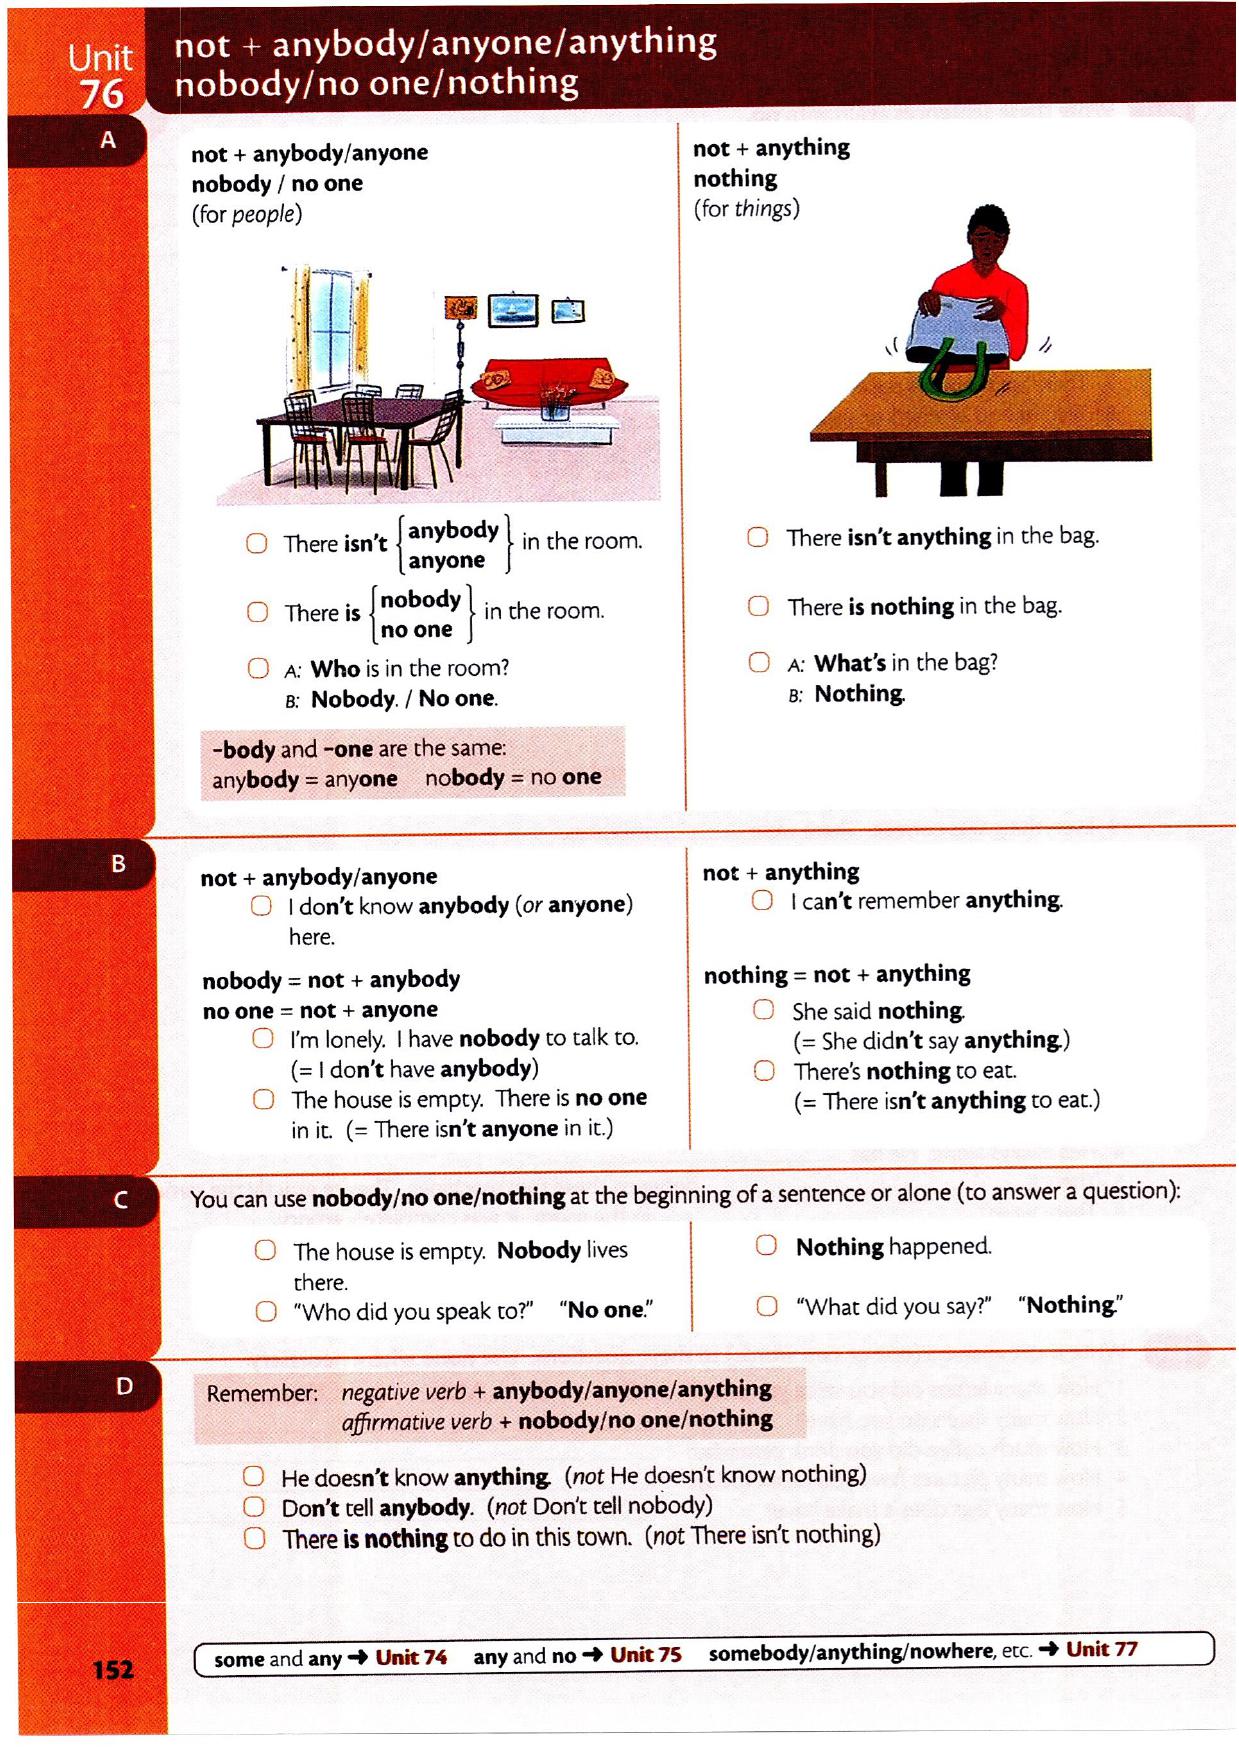 Unit
76
not + anybody/anyone/anything
nobody/no one/nothing
A
not + anybody/anyone
nobody / no one
(for people)
There isn't { anybody / anyone } in the room.
There is { nobody / no one } in the room.
A: Who is in the room?
B: Nobody. / No one.
-body and -one are the same:
anybody = anyone nobody = no one
not + anything
nothing
(for things)
There isn't anything in the bag.
There is nothing in the bag.
A: What's in the bag?
B: Nothing.
B
not + anybody/anyone
I don't know anybody (or anyone)
here.
nobody = not + anybody
no one = not + anyone
I'm lonely. I have nobody to talk to.
(= I don't have anybody)
The house is empty. There is no one
in it. (= There isn't anyone in it.)
not + anything
I can't remember anything.
nothing = not + anything
She said nothing.
(= She didn't say anything.)
There's nothing to eat.
(= There isn't anything to eat.)
C
You can use nobody/no one/nothing at the beginning of a sentence or alone (to answer a question):
The house is empty. Nobody lives
there.
"Who did you speak to?" "No one."
Nothing happened.
"What did you say?" "Nothing."
D
Remember: negative verb + anybody/anyone/anything
affirmative verb + nobody/no one/nothing
He doesn't know anything. (not He doesn't know nothing)
Don't tell anybody. (not Don't tell nobody)
There is nothing to do in this town. (not There isn't nothing)
152
some and any → Unit 74 any and no → Unit 75 somebody/anything/nowhere, etc. → Unit 77